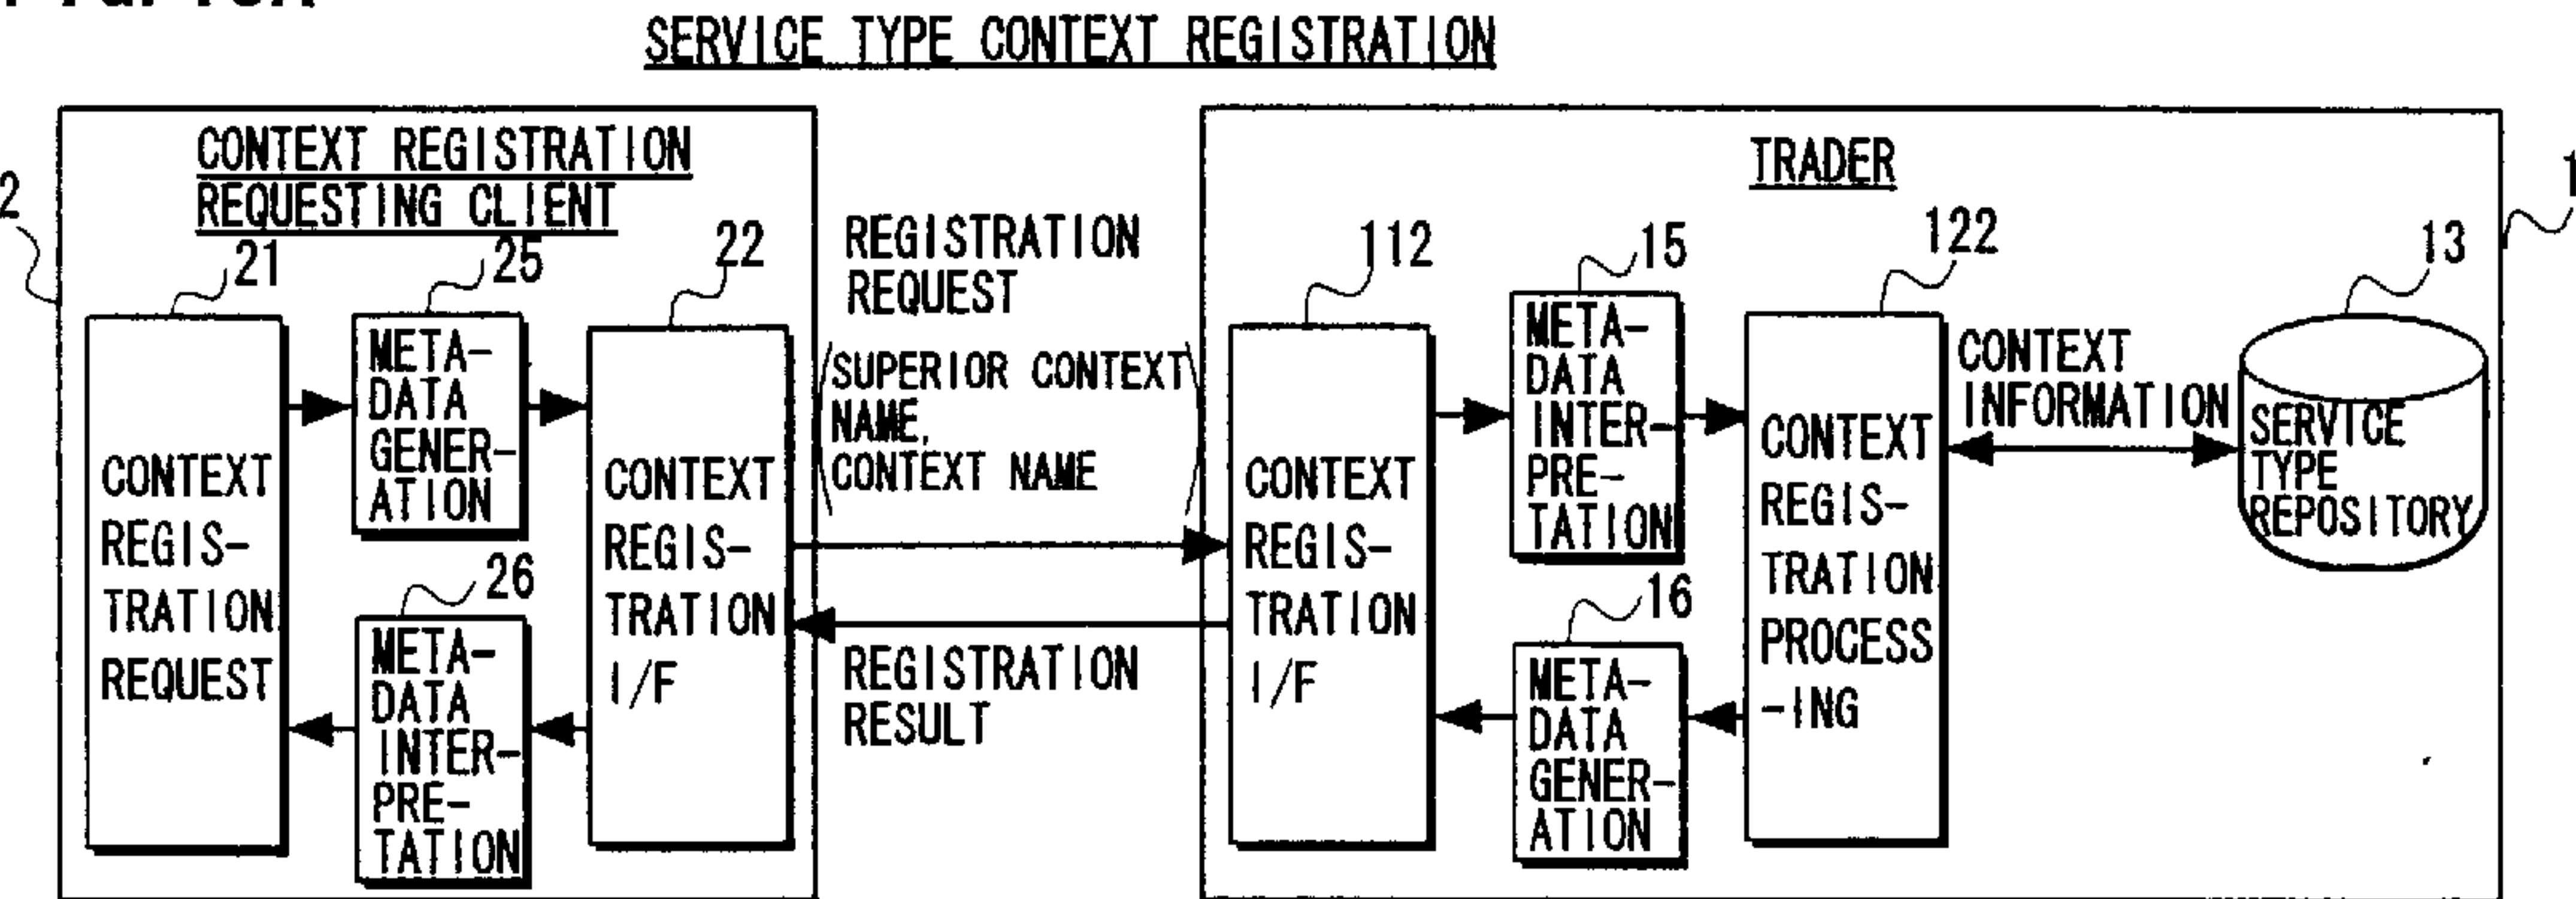 SERVICE TYPE CONTEXT REGISTRATION
CONTEXT REGISTRATION
REQUESTING CLIENT
2
21
25
22
CONTEXT
REGIS-
TRATION
REQUEST
META-
DATA
GENER-
ATION
26
META-
DATA
INTER-
PRE-
TATION
CONTEXT
REGIS-
TRATION
I/F
REGISTRATION
REQUEST
(SUPERIOR CONTEXT
NAME,
CONTEXT NAME)
REGISTRATION
RESULT
TRADER
1
112
15
122
13
CONTEXT
REGIS-
TRATION
I/F
META-
DATA
INTER-
PRE-
TATION
16
META-
DATA
GENER-
ATION
CONTEXT
REGIS-
TRATION
PROCESS
-ING
CONTEXT
INFORMATION
SERVICE
TYPE
REPOSITORY